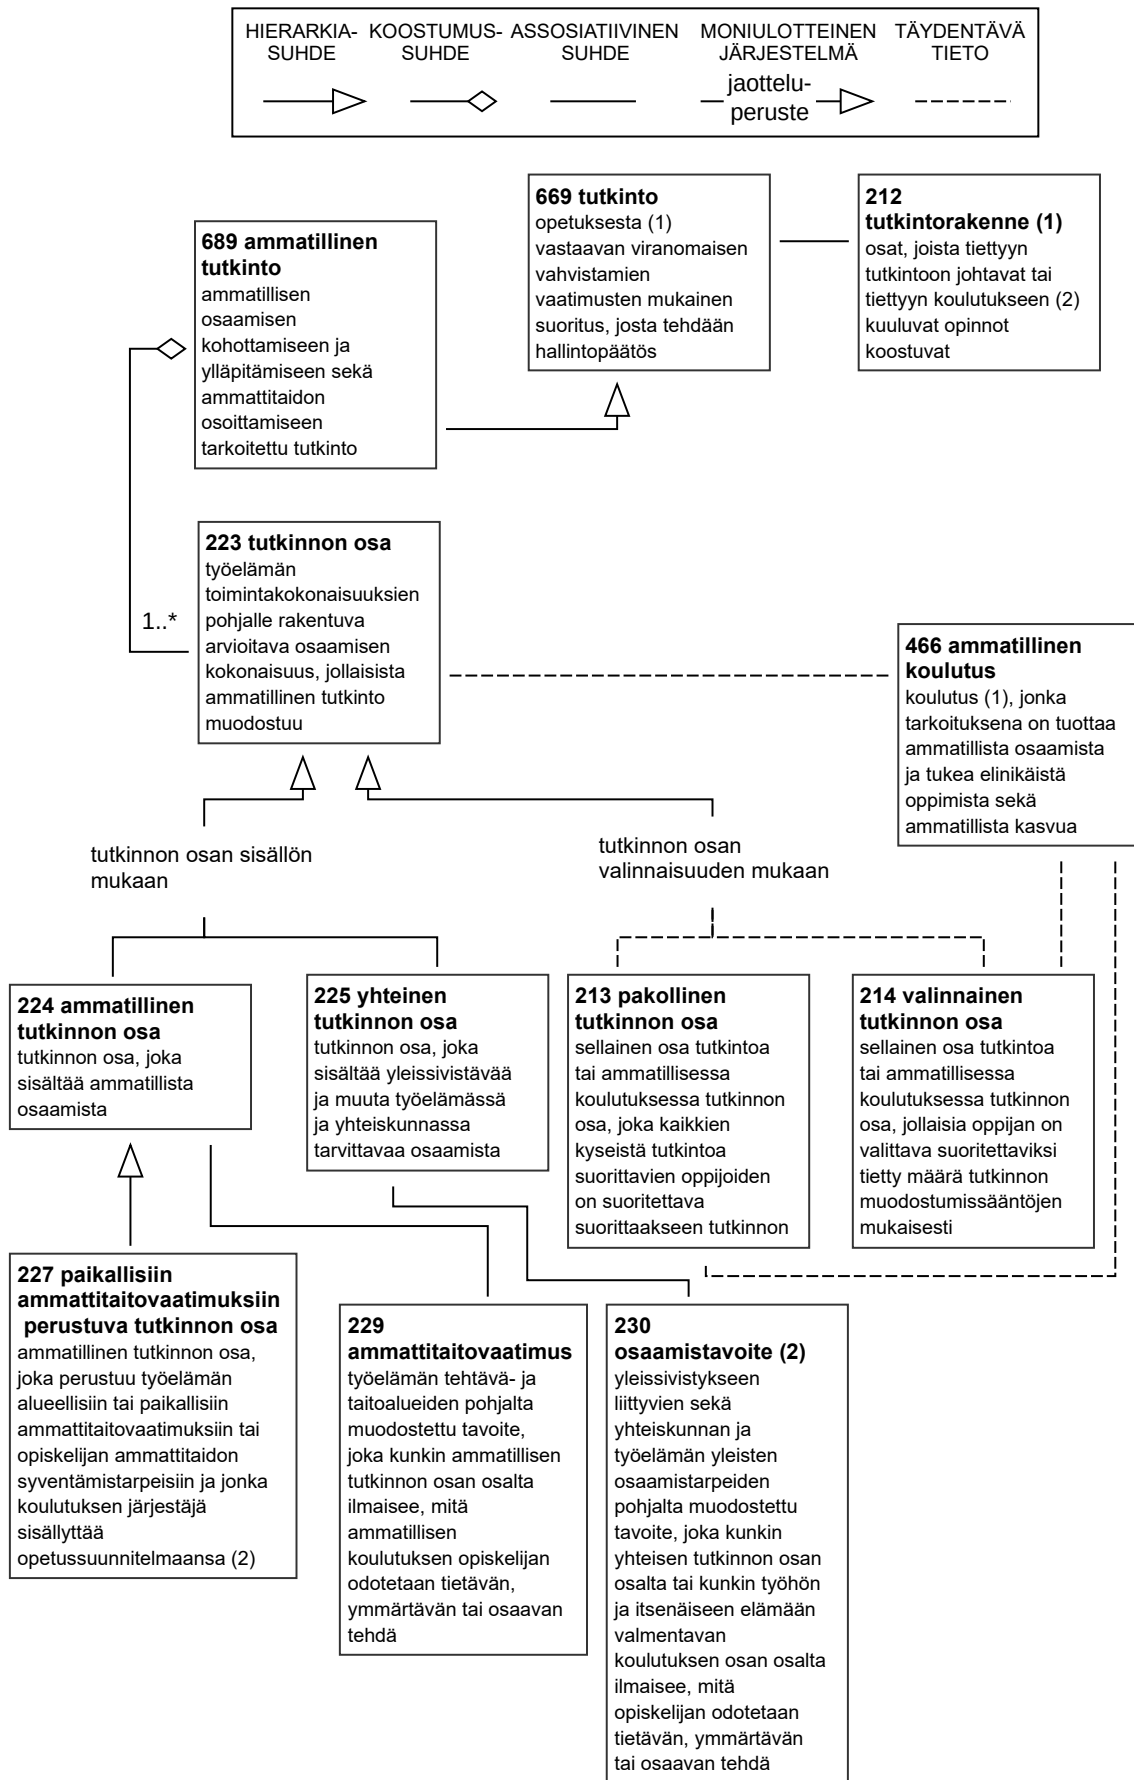 HIERARKIA-
SUHDE
KOOSTUMUS-
SUHDE
ASSOSIATIIVINEN
SUHDE
MONIULOTTEINEN
JÄRJESTELMÄ
TÄYDENTÄVÄ
TIETO
jaottelu-
peruste
669 tutkinto
opetuksesta (1)
vastaavan viranomaisen
vahvistamien
vaatimusten mukainen
suoritus, josta tehdään
hallintopäätös
212
tutkintorakenne (1)
osat, joista tiettyyn
tutkintoon johtavat tai
tiettyyn koulutukseen (2)
kuuluvat opinnot
koostuvat
689 ammatillinen
tutkinto
ammatillisen
osaamisen
kohottamiseen ja
ylläpitämiseen sekä
ammattitaidon
osoittamiseen
tarkoitettu tutkinto
223 tutkinnon osa
työelämän
toimintakokonaisuuksien
pohjalle rakentuva
arvioitava osaamisen
kokonaisuus, jollaisista
ammatillinen tutkinto
muodostuu
1..*
466 ammatillinen
koulutus
koulutus (1), jonka
tarkoituksena on tuottaa
ammatillista osaamista
ja tukea elinikäistä
oppimista sekä
ammatillista kasvua
tutkinnon osan sisällön
mukaan
tutkinnon osan
valinnaisuuden mukaan
224 ammatillinen
tutkinnon osa
tutkinnon osa, joka
sisältää ammatillista
osaamista
225 yhteinen
tutkinnon osa
tutkinnon osa, joka
sisältää yleissivistävää
ja muuta työelämässä
ja yhteiskunnassa
tarvittavaa osaamista
213 pakollinen
tutkinnon osa
sellainen osa tutkintoa
tai ammatillisessa
koulutuksessa tutkinnon
osa, joka kaikkien
kyseistä tutkintoa
suorittavien oppijoiden
on suoritettava
suorittaakseen tutkinnon
214 valinnainen
tutkinnon osa
sellainen osa tutkintoa
tai ammatillisessa
koulutuksessa tutkinnon
osa, jollaisia oppijan on
valittava suoritettaviksi
tietty määrä tutkinnon
muodostumissääntöjen
mukaisesti
227 paikallisiin
ammattitaitovaatimuksiin
perustuva tutkinnon osa
ammatillinen tutkinnon osa,
joka perustuu työelämän
alueellisiin tai paikallisiin
ammattitaitovaatimuksiin tai
opiskelijan ammattitaidon
syventämistarpeisiin ja jonka
koulutuksen järjestäjä
sisällyttää
opetussuunnitelmaansa (2)
229
ammattitaitovaatimus
työelämän tehtävä- ja
taitoalueiden pohjalta
muodostettu tavoite,
joka kunkin ammatillisen
tutkinnon osan osalta
ilmaisee, mitä
ammatillisen
koulutuksen opiskelijan
odotetaan tietävän,
ymmärtävän tai osaavan
tehdä
230
osaamistavoite (2)
yleissivistykseen
liittyvien sekä
yhteiskunnan ja
työelämän yleisten
osaamistarpeiden
pohjalta muodostettu
tavoite, joka kunkin
yhteisen tutkinnon osan
osalta tai kunkin työhön
ja itsenäiseen elämään
valmentavan
koulutuksen osan osalta
ilmaisee, mitä
opiskelijan odotetaan
tietävän, ymmärtävän
tai osaavan tehdä